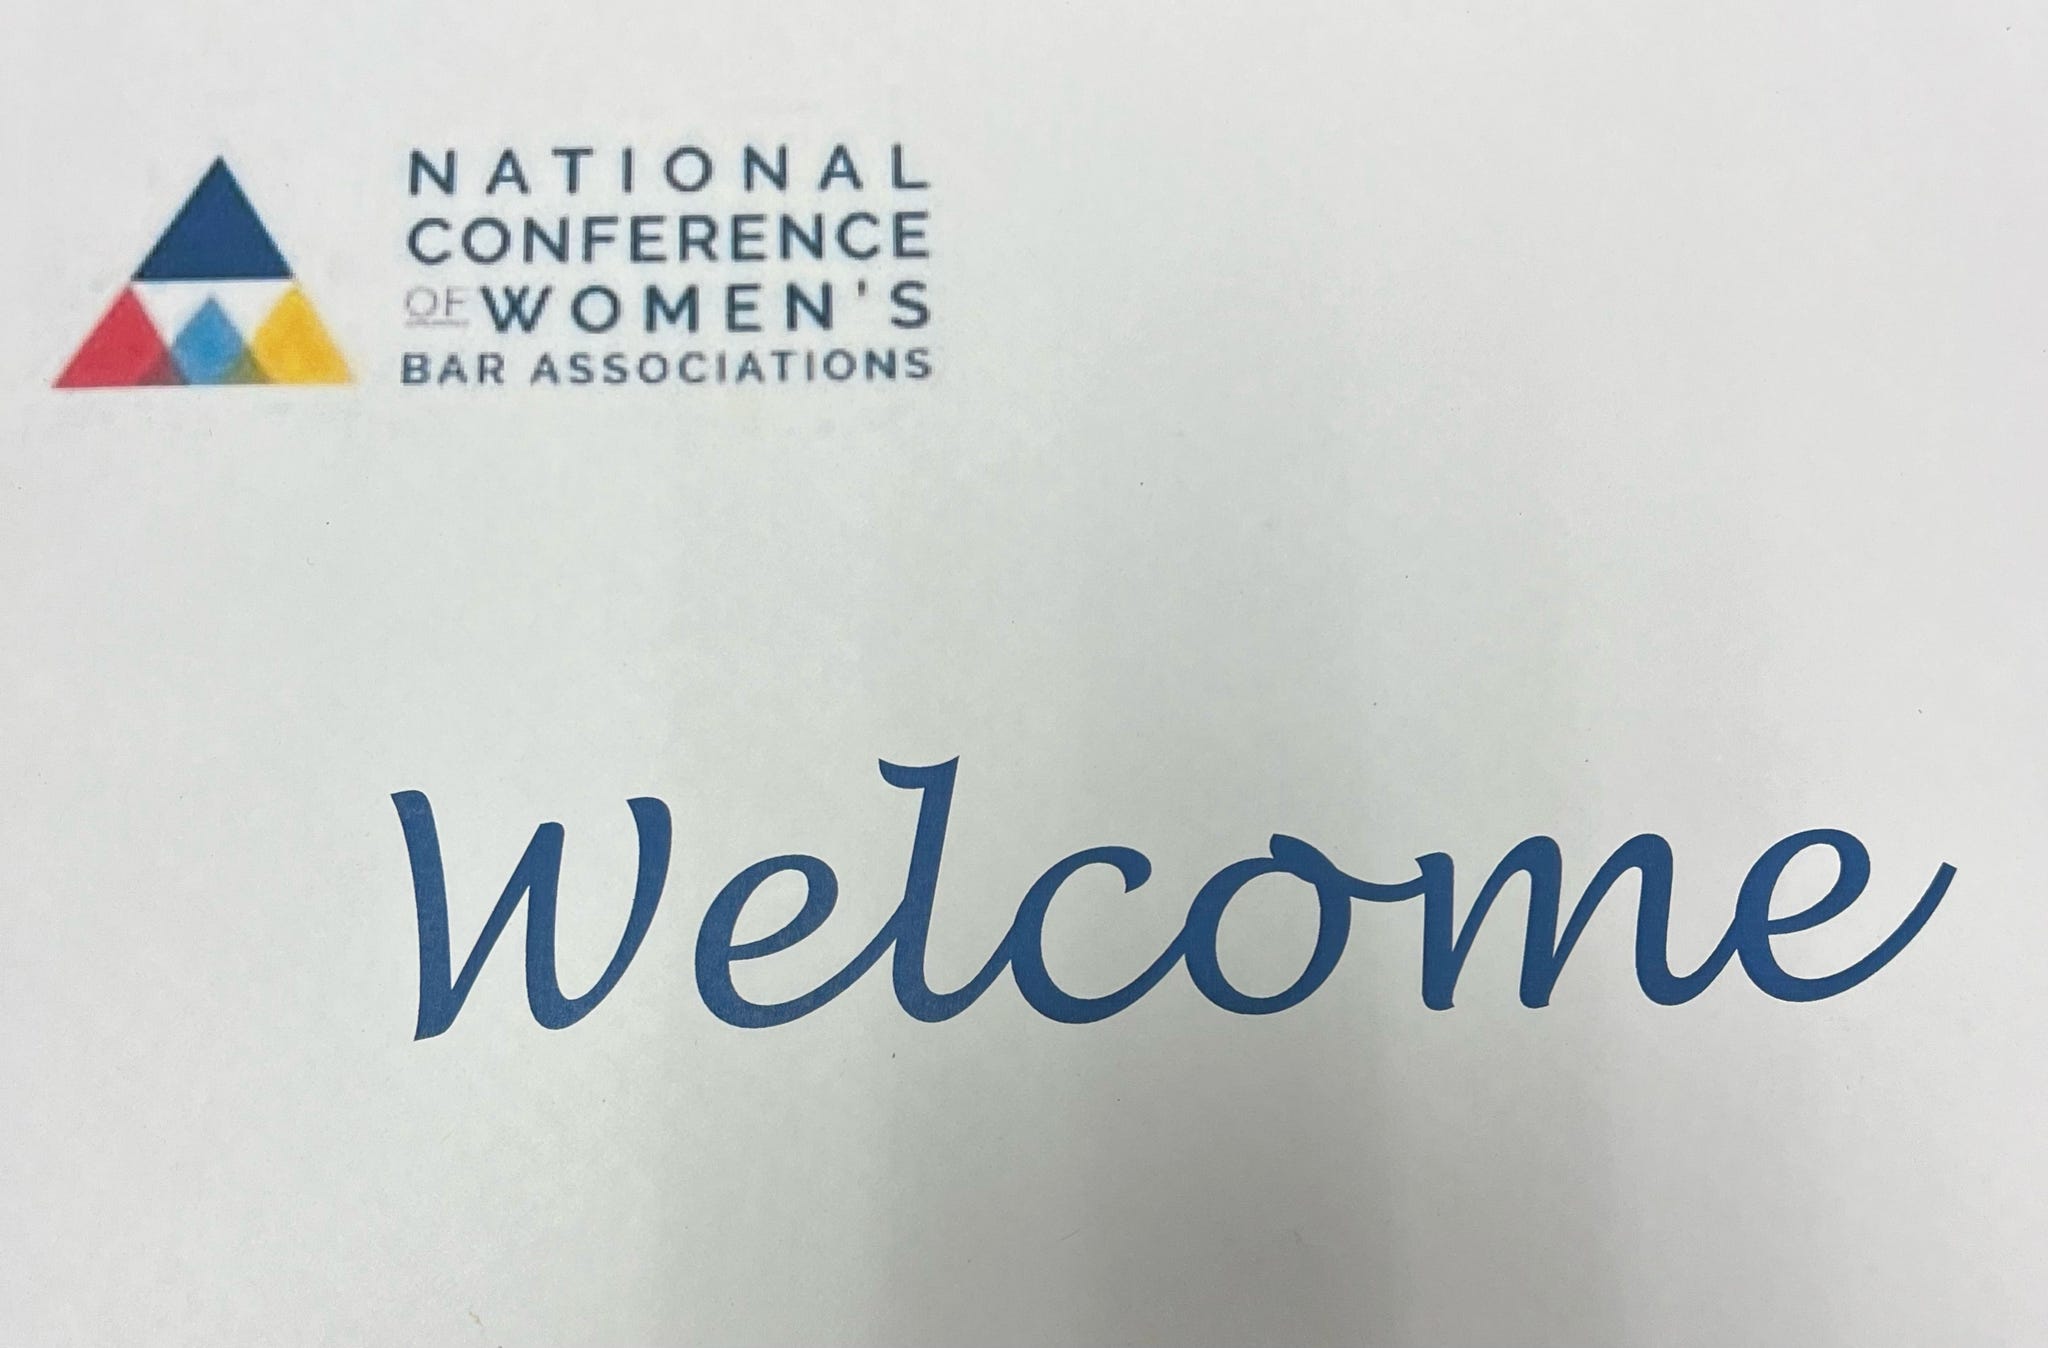 NATIONAL
CONFERENCE
OF WOMEN'S
BAR ASSOCIATIONS
Welcome